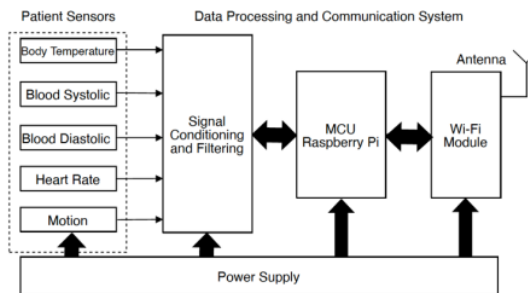 Patient Sensors
Data Processing and Communication System
Body Temperature
Blood Systolic
Blood Diastolic
Heart Rate
Motion
Signal
Conditioning
and Filtering
MCU
Raspberry Pi
Antenna
Wi-Fi
Module
Power Supply